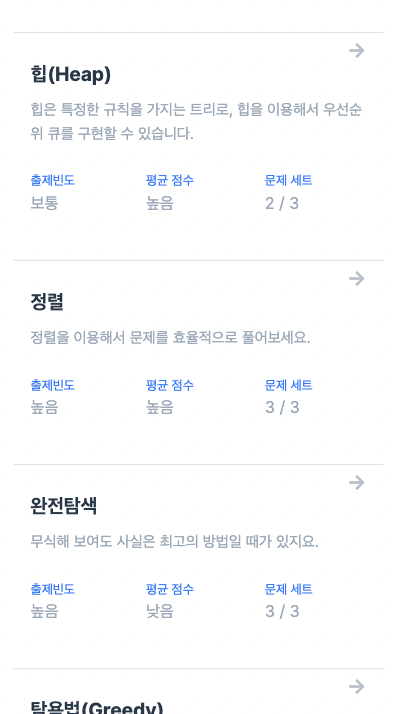 힙(Heap)
힙은 특정한 규칙을 가지는 트리로, 힙을 이용해서 우선순
위 큐를 구현할 수 있습니다.
출제빈도 평균 점수 문제 세트
보통 높음 2 / 3
정렬
정렬을 이용해서 문제를 효율적으로 풀어보세요.
출제빈도 평균 점수 문제 세트
높음 높음 3 / 3
완전탐색
무식해 보여도 사실은 최고의 방법일 때가 있지요.
출제빈도 평균 점수 문제 세트
높음 낮음 3 / 3
탐욕법(Greedy)